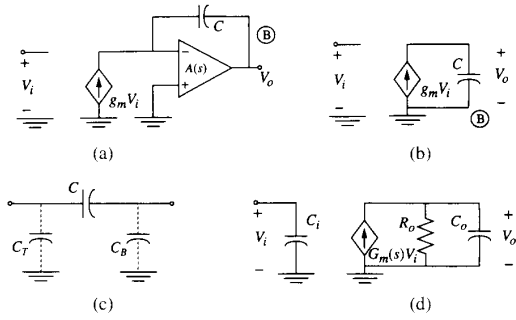 C
B
+
V_i
−
g_mV_i
−
A(s)
+
V_o
(a)
+
V_i
−
g_mV_i
C
+
V_o
−
B
(b)
C
C_T
C_B
(c)
+
V_i
−
C_i
G_m(s)V_i
R_o
C_o
+
V_o
−
(d)